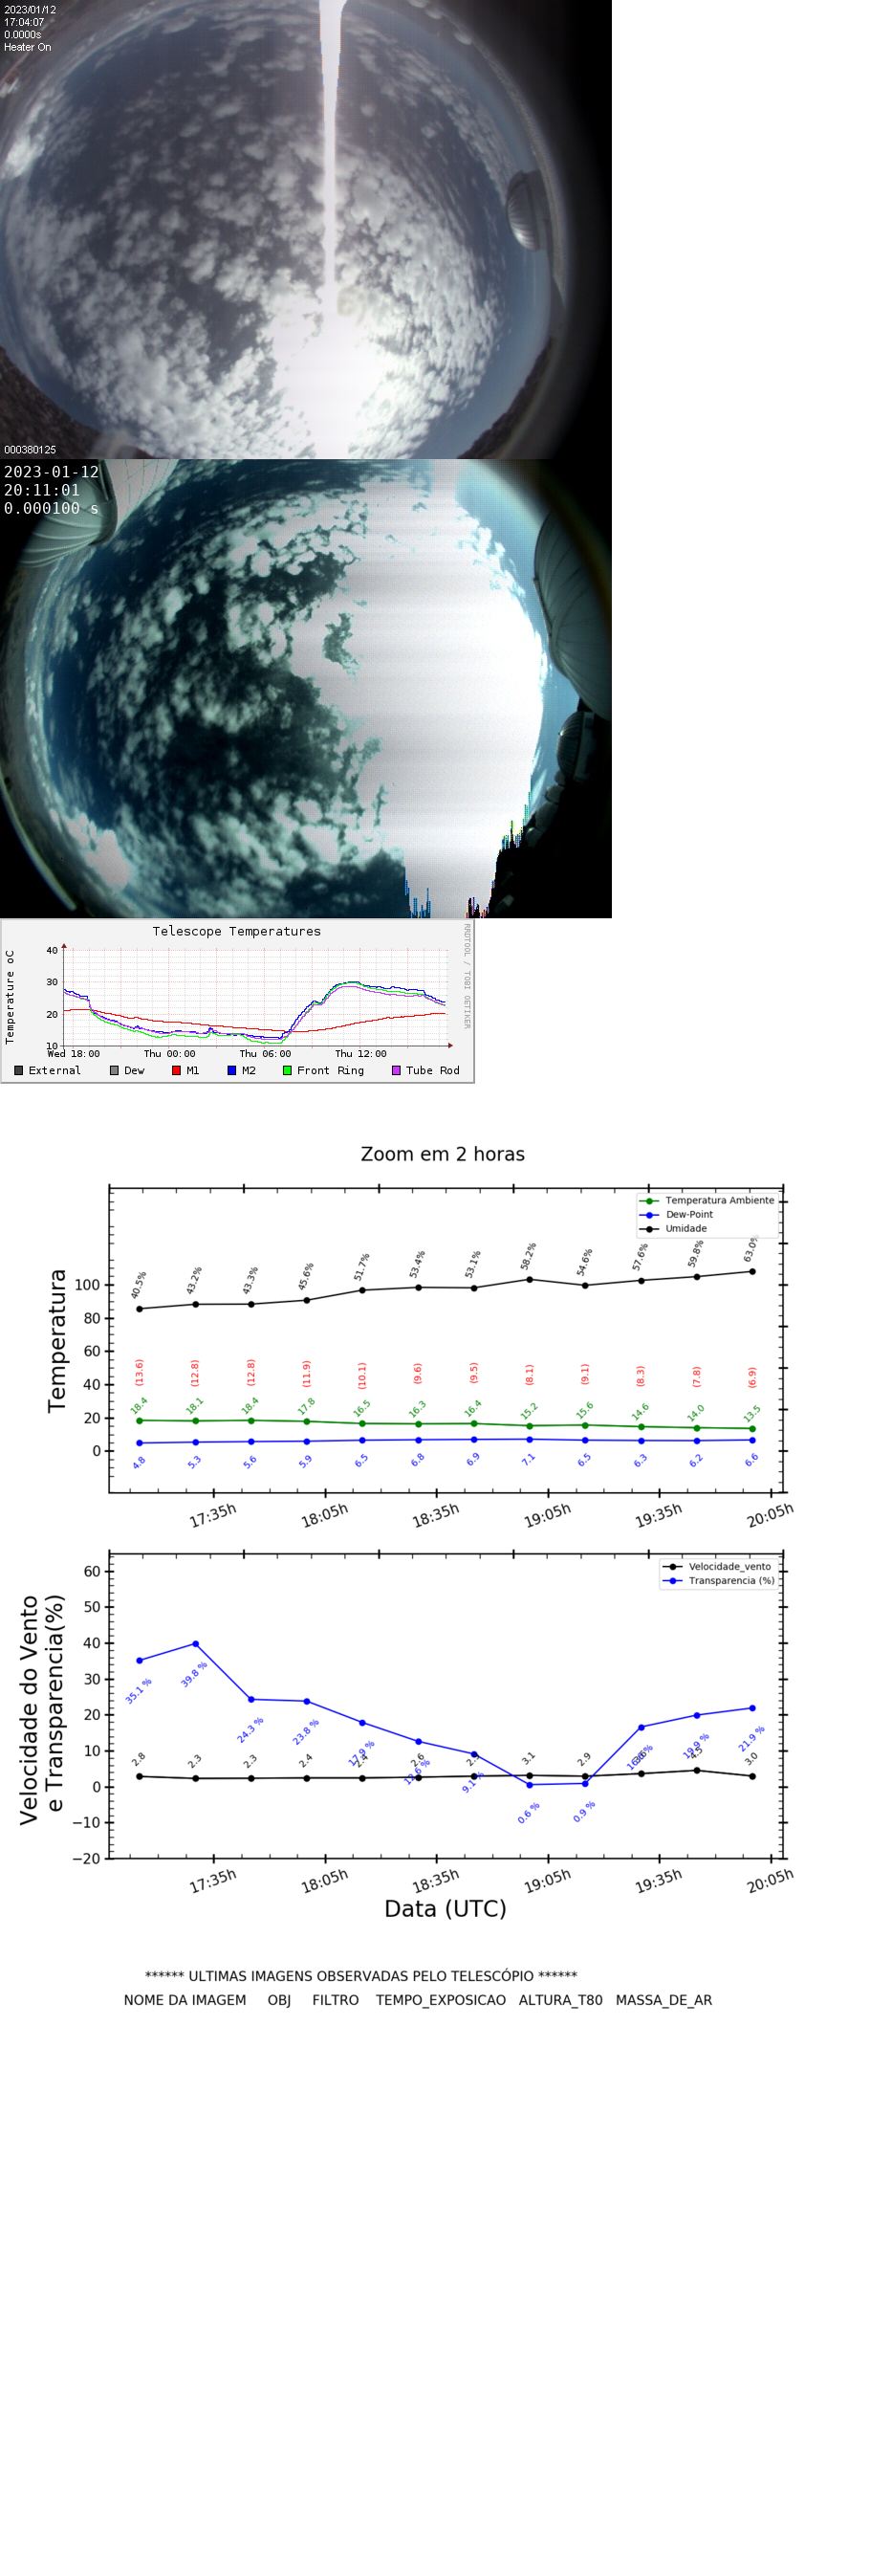 2023/01/12
17:04:07
0.0000s
Heater On
000380125
2023-01-12
20:11:01
0.000100 s
Telescope Temperatures
RRDTOOL / TOBI OETIKER
Temperature oC
40
30
20
10
Wed 18:00 Thu 00:00 Thu 06:00 Thu 12:00
External Dew M1 M2 Front Ring Tube Rod
Zoom em 2 horas
Temperatura Ambiente
Dew-Point
Umidade
Temperatura
100
80
60
40
20
0
40.5% 43.2% 43.3% 45.6% 51.7% 53.4% 53.1% 58.2% 54.6% 57.6% 59.8% 63.0%
(13.6) (12.8) (12.8) (11.9) (10.1) (9.6) (9.5) (8.1) (9.1) (8.3) (7.8) (6.9)
18.4 18.1 18.4 17.8 16.5 16.3 16.4 15.2 15.6 14.6 14.0 13.5
4.8 5.3 5.6 5.9 6.5 6.8 6.9 7.1 6.5 6.3 6.2 6.6
17:35h 18:05h 18:35h 19:05h 19:35h 20:05h
Velocidade_vento
Transparencia (%)
Velocidade do Vento
e Transparencia(%)
60
50
40
30
20
10
0
−10
−20
35.1 % 39.8 % 24.3 % 23.8 % 17.9 % 9.1 % 0.6 % 0.9 % 19.9 % 21.9 %
2.8 2.3 2.3 2.4 2.4 2.6 3.1 2.9 3.0
17:35h 18:05h 18:35h 19:05h 19:35h 20:05h
Data (UTC)
****** ULTIMAS IMAGENS OBSERVADAS PELO TELESCÓPIO ******
NOME DA IMAGEM OBJ FILTRO TEMPO_EXPOSICAO ALTURA_T80 MASSA_DE_AR